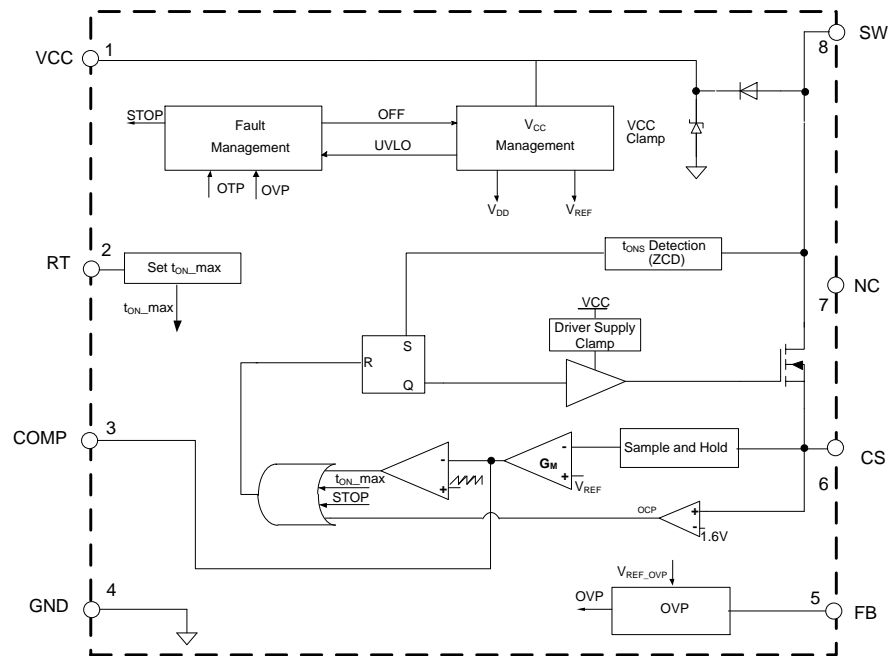 VCC
1
SW
8
STOP
Fault
Management
OFF
UVLO
VCC
Management
VCC
Clamp
OTP
OVP
VDD
VREF
RT
2
Set tON_max
tON_max
tONS Detection
(ZCD)
NC
7
VCC
Driver Supply
Clamp
R
S
Q
COMP
3
tON_max
STOP
-
+
GM
-
+
VREF
Sample and Hold
CS
6
OCP
+
-
1.6V
GND
4
VREF_OVP
OVP
OVP
5
FB